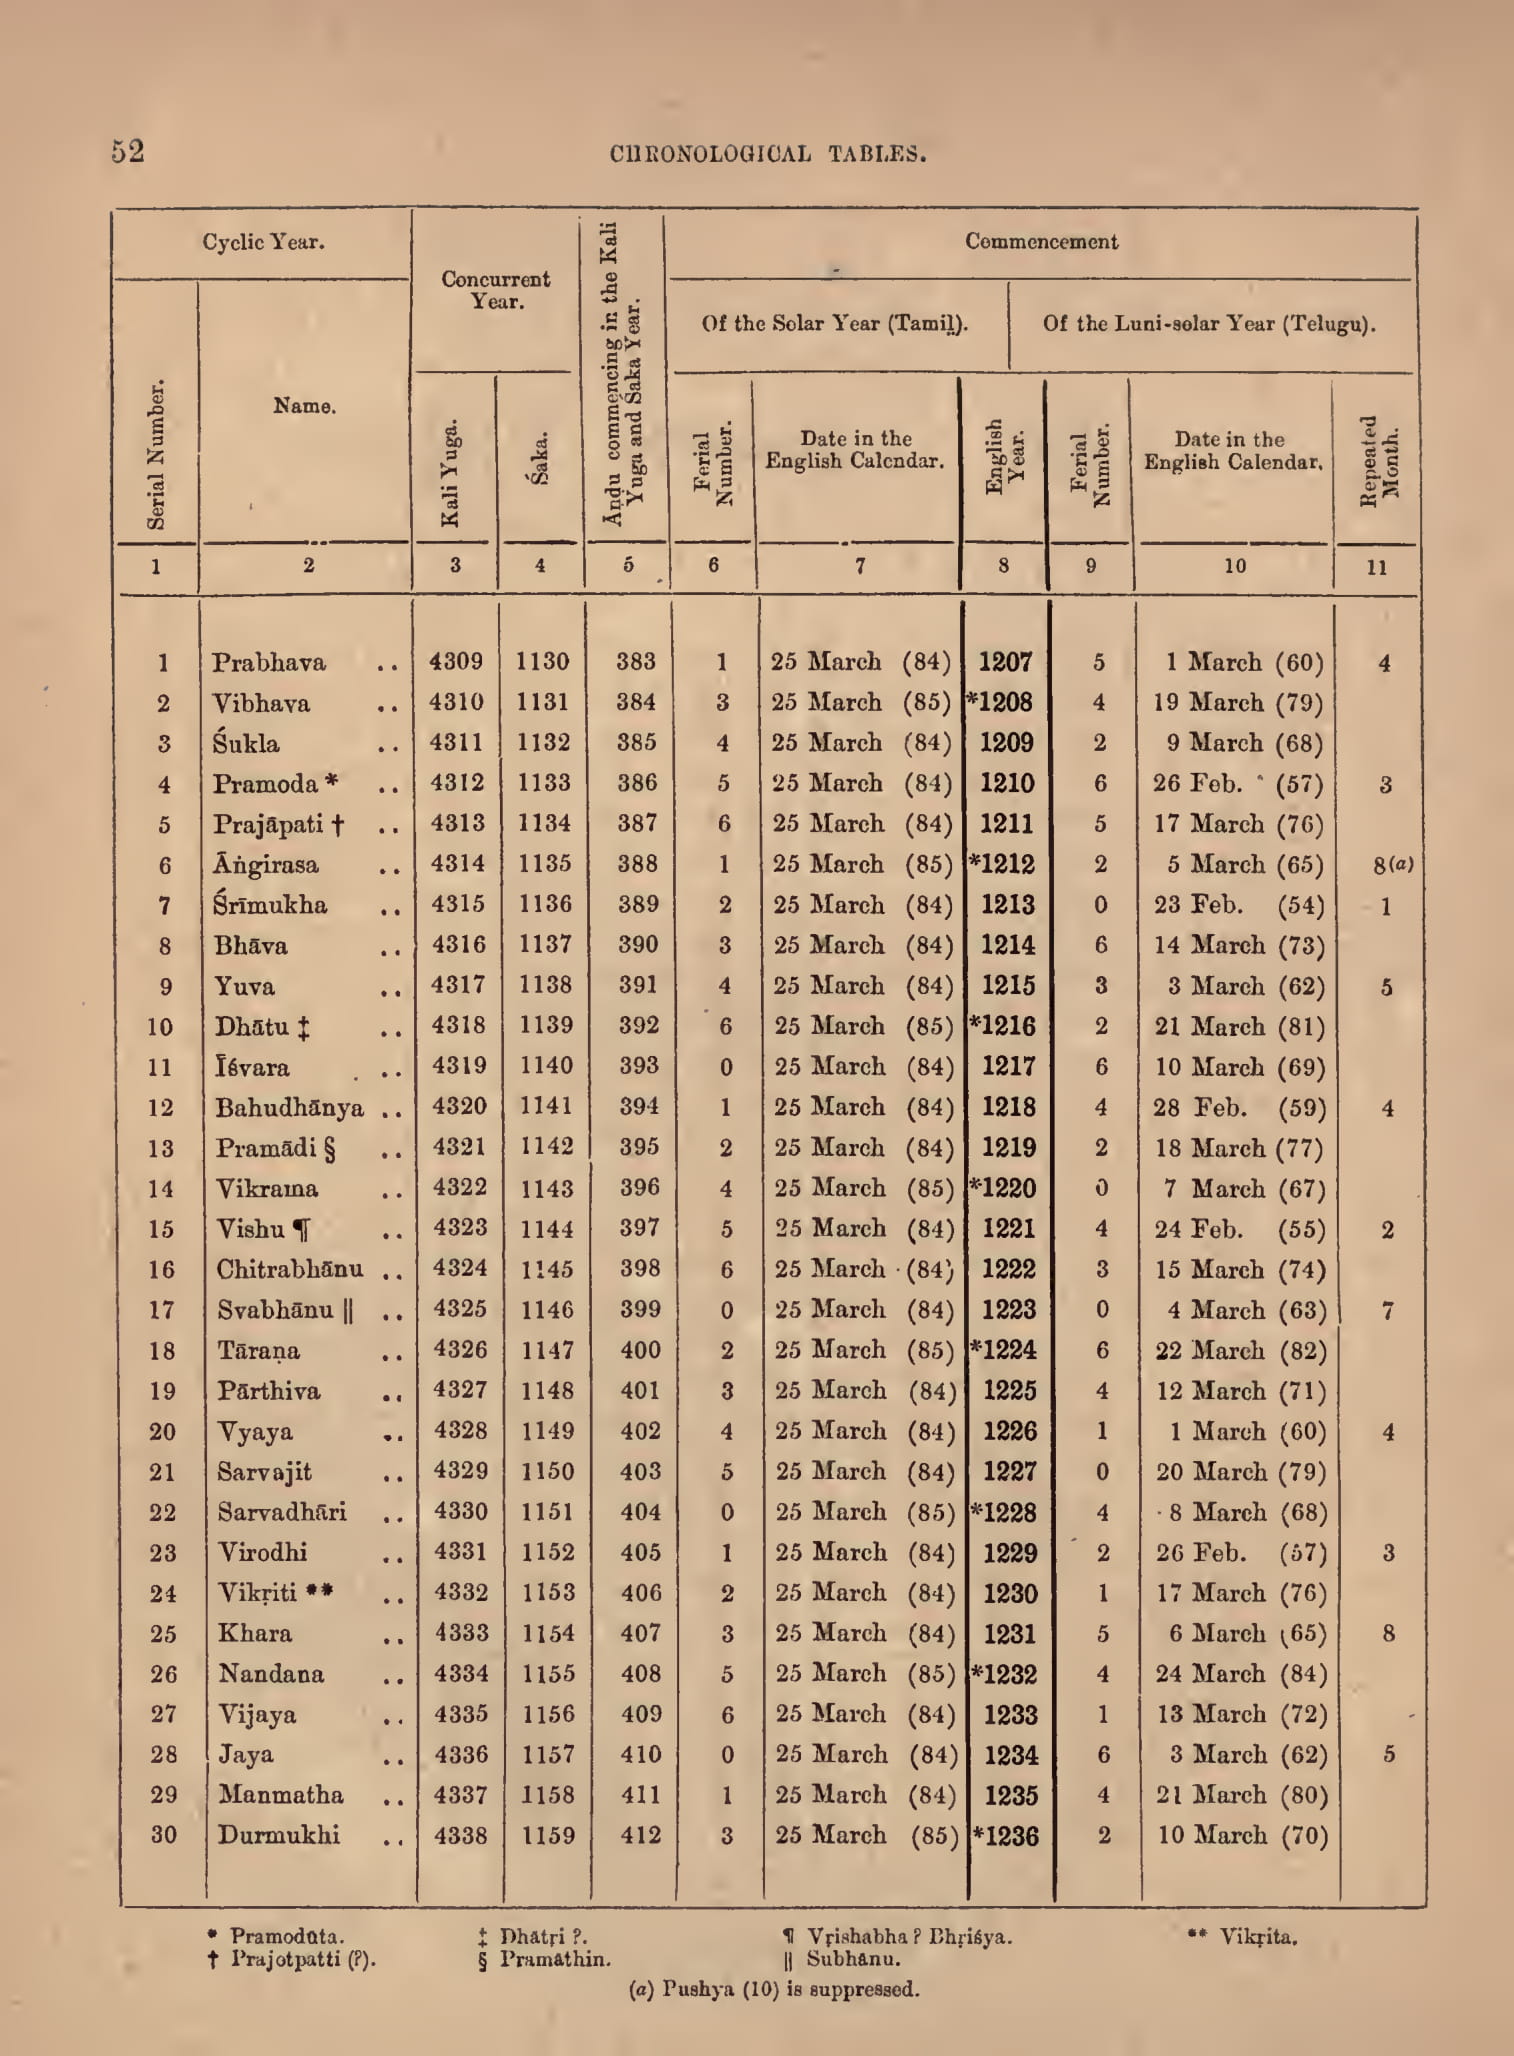 52
CHRONOLOGICAL TABLES.
Cyclic Year.
Concurrent Year.
Āṇḍu commencing in the Kali Yuga and Śaka Year.
Commencement
Of the Solar Year (Tamiḻ).
Of the Luni-solar Year (Telugu).
Serial Number.
Name.
Kali Yuga.
Śaka.
Ferial Number.
Date in the English Calendar.
English Year.
Ferial Number.
Date in the English Calendar.
Repeated Month.
1 2 3 4 5 6 7 8 9 10 11
1 Prabhava .. 4309 1130 383 1 25 March (84) 1207 5 1 March (60) 4
2 Vibhava .. 4310 1131 384 3 25 March (85) *1208 4 19 March (79)
3 Śukla .. 4311 1132 385 4 25 March (84) 1209 2 9 March (68)
4 Pramoda * .. 4312 1133 386 5 25 March (84) 1210 6 26 Feb. (57) 3
5 Prajāpati † .. 4313 1134 387 6 25 March (84) 1211 5 17 March (76)
6 Āṅgirasa .. 4314 1135 388 1 25 March (85) *1212 2 5 March (65) 8(a)
7 Śrīmukha .. 4315 1136 389 2 25 March (84) 1213 0 23 Feb. (54) 1
8 Bhāva .. 4316 1137 390 3 25 March (84) 1214 6 14 March (73)
9 Yuva .. 4317 1138 391 4 25 March (84) 1215 3 3 March (62) 5
10 Dhātu ‡ .. 4318 1139 392 6 25 March (85) *1216 2 21 March (81)
11 Īśvara .. 4319 1140 393 0 25 March (84) 1217 6 10 March (69)
12 Bahudhānya .. 4320 1141 394 1 25 March (84) 1218 4 28 Feb. (59) 4
13 Pramādi § .. 4321 1142 395 2 25 March (84) 1219 2 18 March (77)
14 Vikrama .. 4322 1143 396 4 25 March (85) *1220 0 7 March (67)
15 Vishu ¶ .. 4323 1144 397 5 25 March (84) 1221 4 24 Feb. (55) 2
16 Chitrabhānu .. 4324 1145 398 6 25 March (84) 1222 3 15 March (74)
17 Svabhānu || .. 4325 1146 399 0 25 March (84) 1223 0 4 March (63) 7
18 Tāraṇa .. 4326 1147 400 2 25 March (85) *1224 6 22 March (82)
19 Pārthiva .. 4327 1148 401 3 25 March (84) 1225 4 12 March (71)
20 Vyaya .. 4328 1149 402 4 25 March (84) 1226 1 1 March (60) 4
21 Sarvajit .. 4329 1150 403 5 25 March (84) 1227 0 20 March (79)
22 Sarvadhāri .. 4330 1151 404 0 25 March (85) *1228 4 8 March (68)
23 Virodhi .. 4331 1152 405 1 25 March (84) 1229 2 26 Feb. (57) 3
24 Vikṛiti ** .. 4332 1153 406 2 25 March (84) 1230 1 17 March (76)
25 Khara .. 4333 1154 407 3 25 March (84) 1231 5 6 March (65) 8
26 Nandana .. 4334 1155 408 5 25 March (85) *1232 4 24 March (84)
27 Vijaya .. 4335 1156 409 6 25 March (84) 1233 1 13 March (72)
28 Jaya .. 4336 1157 410 0 25 March (84) 1234 6 3 March (62) 5
29 Manmatha .. 4337 1158 411 1 25 March (84) 1235 4 21 March (80)
30 Durmukhi .. 4338 1159 412 3 25 March (85) *1236 2 10 March (70)
* Pramodūta. ‡ Dhātṛi ?. ¶ Vṛishabha ? Bhṛiśya. ** Vikṛita.
† Prajotpatti (?). § Pramāthin. || Subhānu.
(a) Pushya (10) is suppressed.